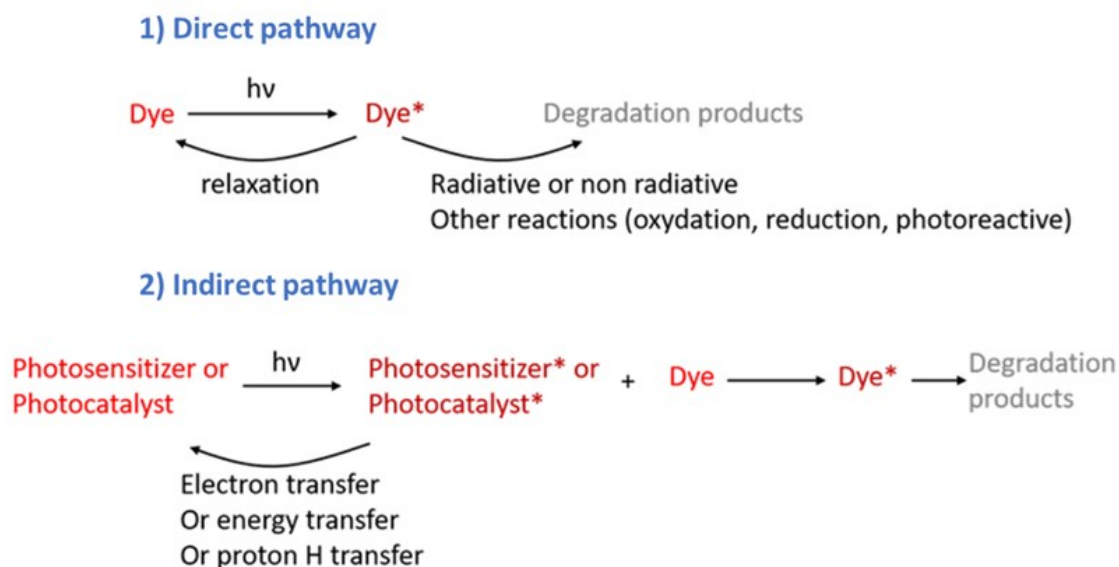 1) Direct pathway
hν
Dye
Dye*
Degradation products
relaxation
Radiative or non radiative
Other reactions (oxydation, reduction, photoreactive)
2) Indirect pathway
Photosensitizer or
Photocatalyst
hν
Photosensitizer* or
Photocatalyst*
+
Dye
Dye*
Degradation
products
Electron transfer
Or energy transfer
Or proton H transfer